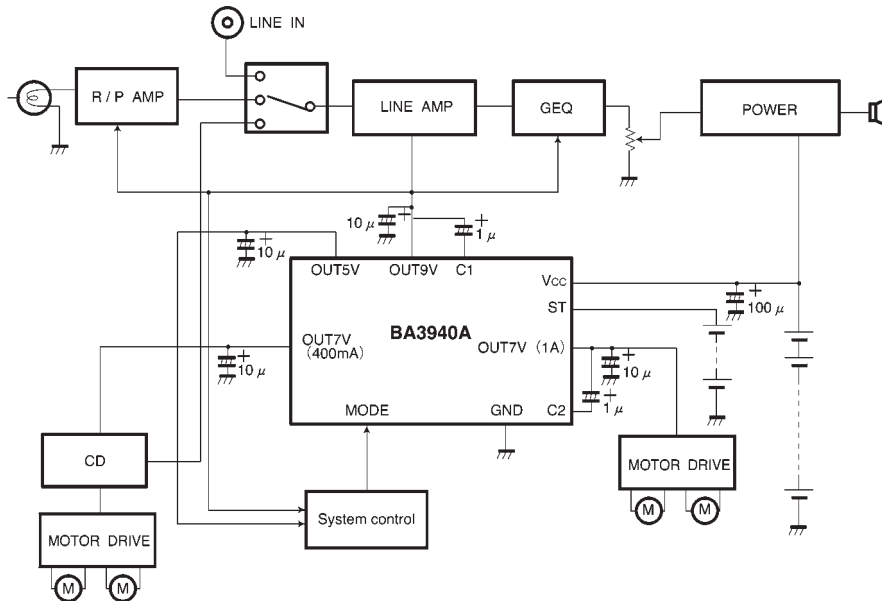 LINE IN
R / P AMP
LINE AMP
GEQ
POWER
10 μ
+
+
1 μ
+
10 μ
OUT5V
OUT9V
C1
VCC
+
100 μ
ST
BA3940A
OUT7V
(400mA)
OUT7V (1A)
+
10 μ
+
10 μ
+
1 μ
MODE
GND
C2
CD
MOTOR DRIVE
M
M
System control
MOTOR DRIVE
M
M